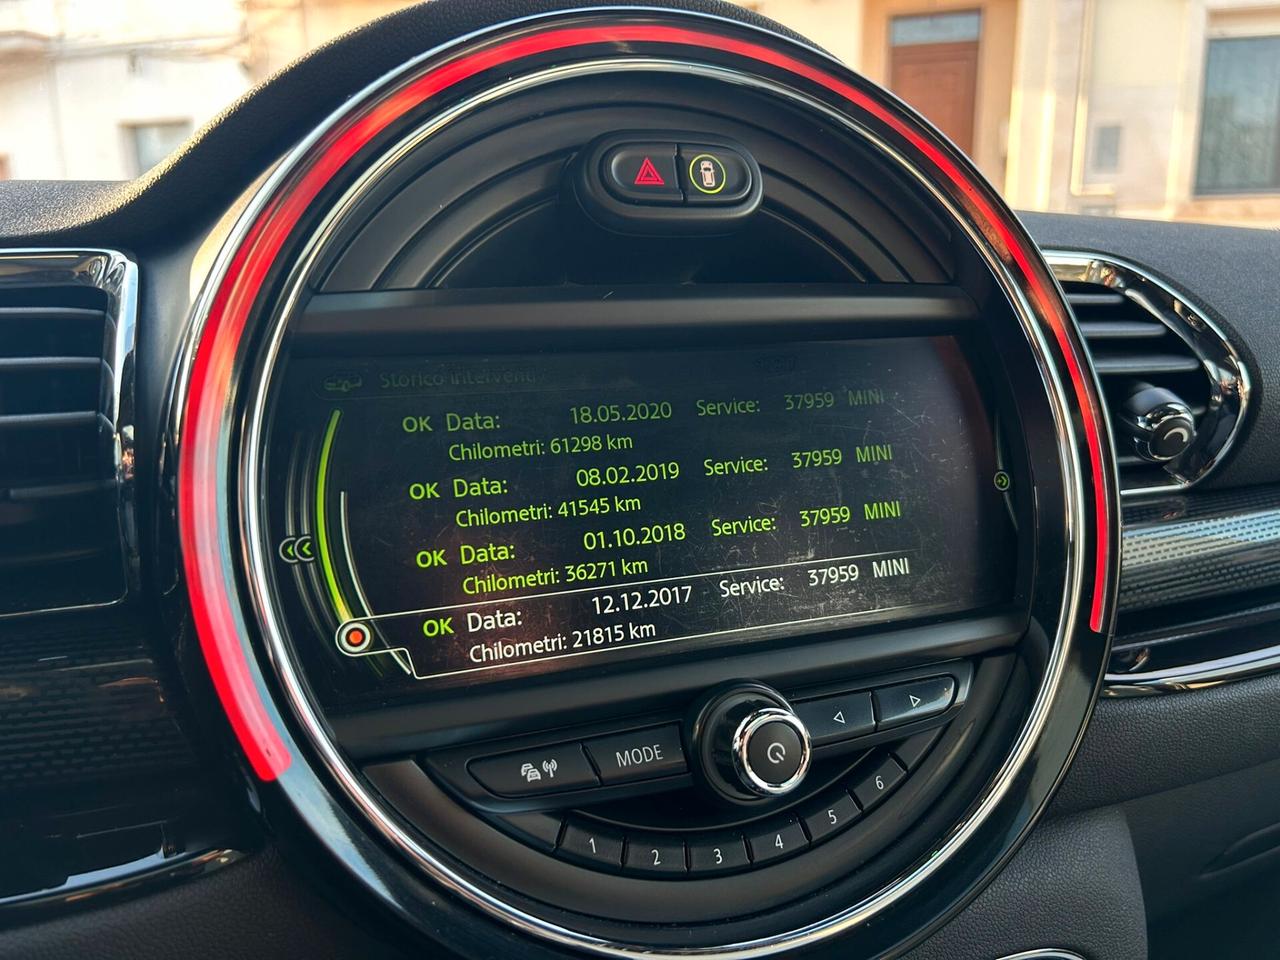 Storico interventi
OK Data: 18.05.2020 Service: 37959 MINI
Chilometri: 61298 km
OK Data: 08.02.2019 Service: 37959 MINI
Chilometri: 41545 km
OK Data: 01.10.2018 Service: 37959 MINI
Chilometri: 36271 km
OK Data: 12.12.2017 Service: 37959 MINI
Chilometri: 21815 km
MODE
1 2 3 4 5 6